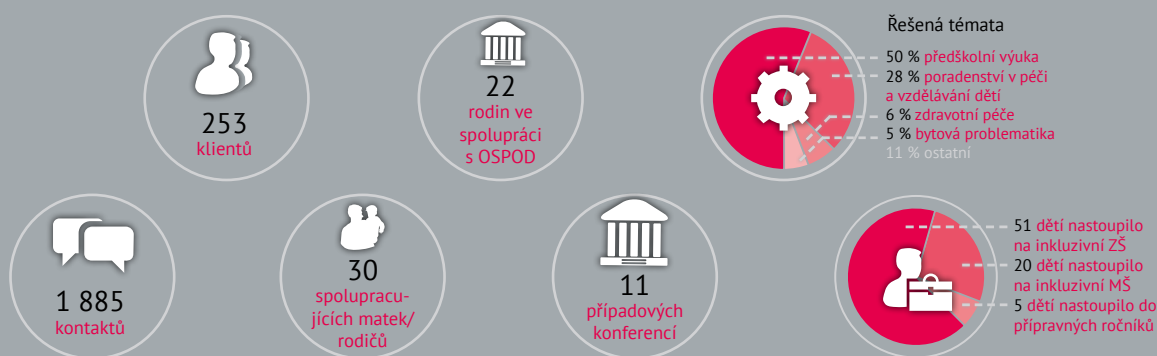 253
klientů
22
rodin ve
spolupráci
s OSPOD
Řešená témata
50 % předškolní výuka
28 % poradenství v péči
a vzdělávání dětí
6 % zdravotní péče
5 % bytová problematika
11 % ostatní
1 885
kontaktů
30
spolupracu-
jících matek/
rodičů
11
případových
konferencí
51 dětí nastoupilo
na inkluzivní ZŠ
20 dětí nastoupilo
na inkluzivní MŠ
5 dětí nastoupilo do
přípravných ročníků